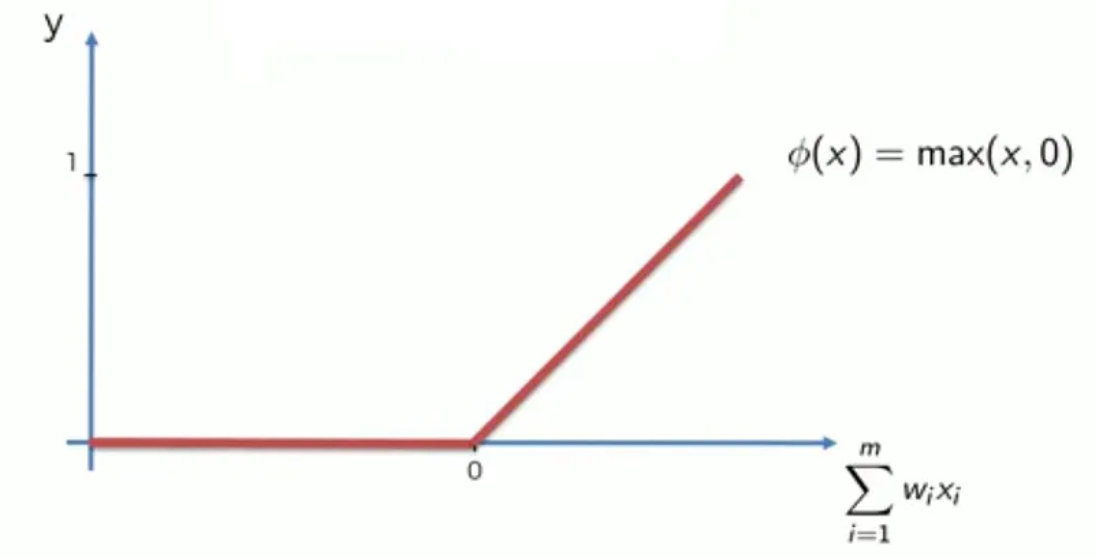 y
1
ϕ(x) = max(x, 0)
0
m
∑ wᵢxᵢ
i=1